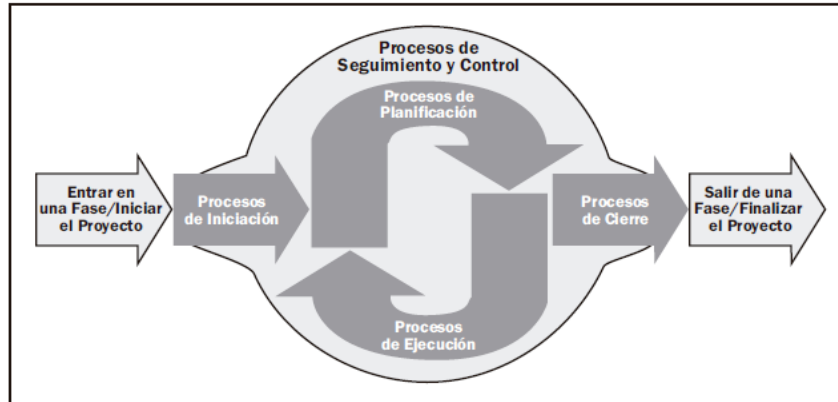 Procesos de
Seguimiento y Control
Procesos de
Planificación
Entrar en
una Fase/Iniciar
el Proyecto
Procesos
de Iniciación
Procesos
de Cierre
Salir de una
Fase/Finalizar
el Proyecto
Procesos
de Ejecución